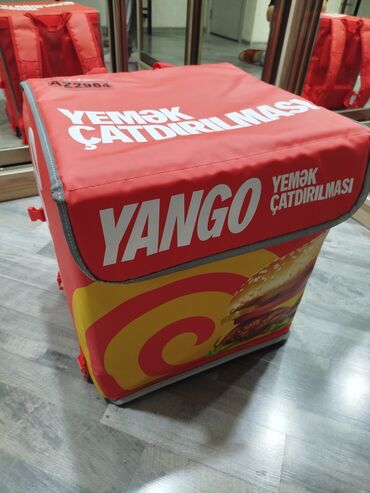 AZ2964
YEMƏK
ÇATDIRILMASI
YANGO
YEMƏK
ÇATDIRILMASI